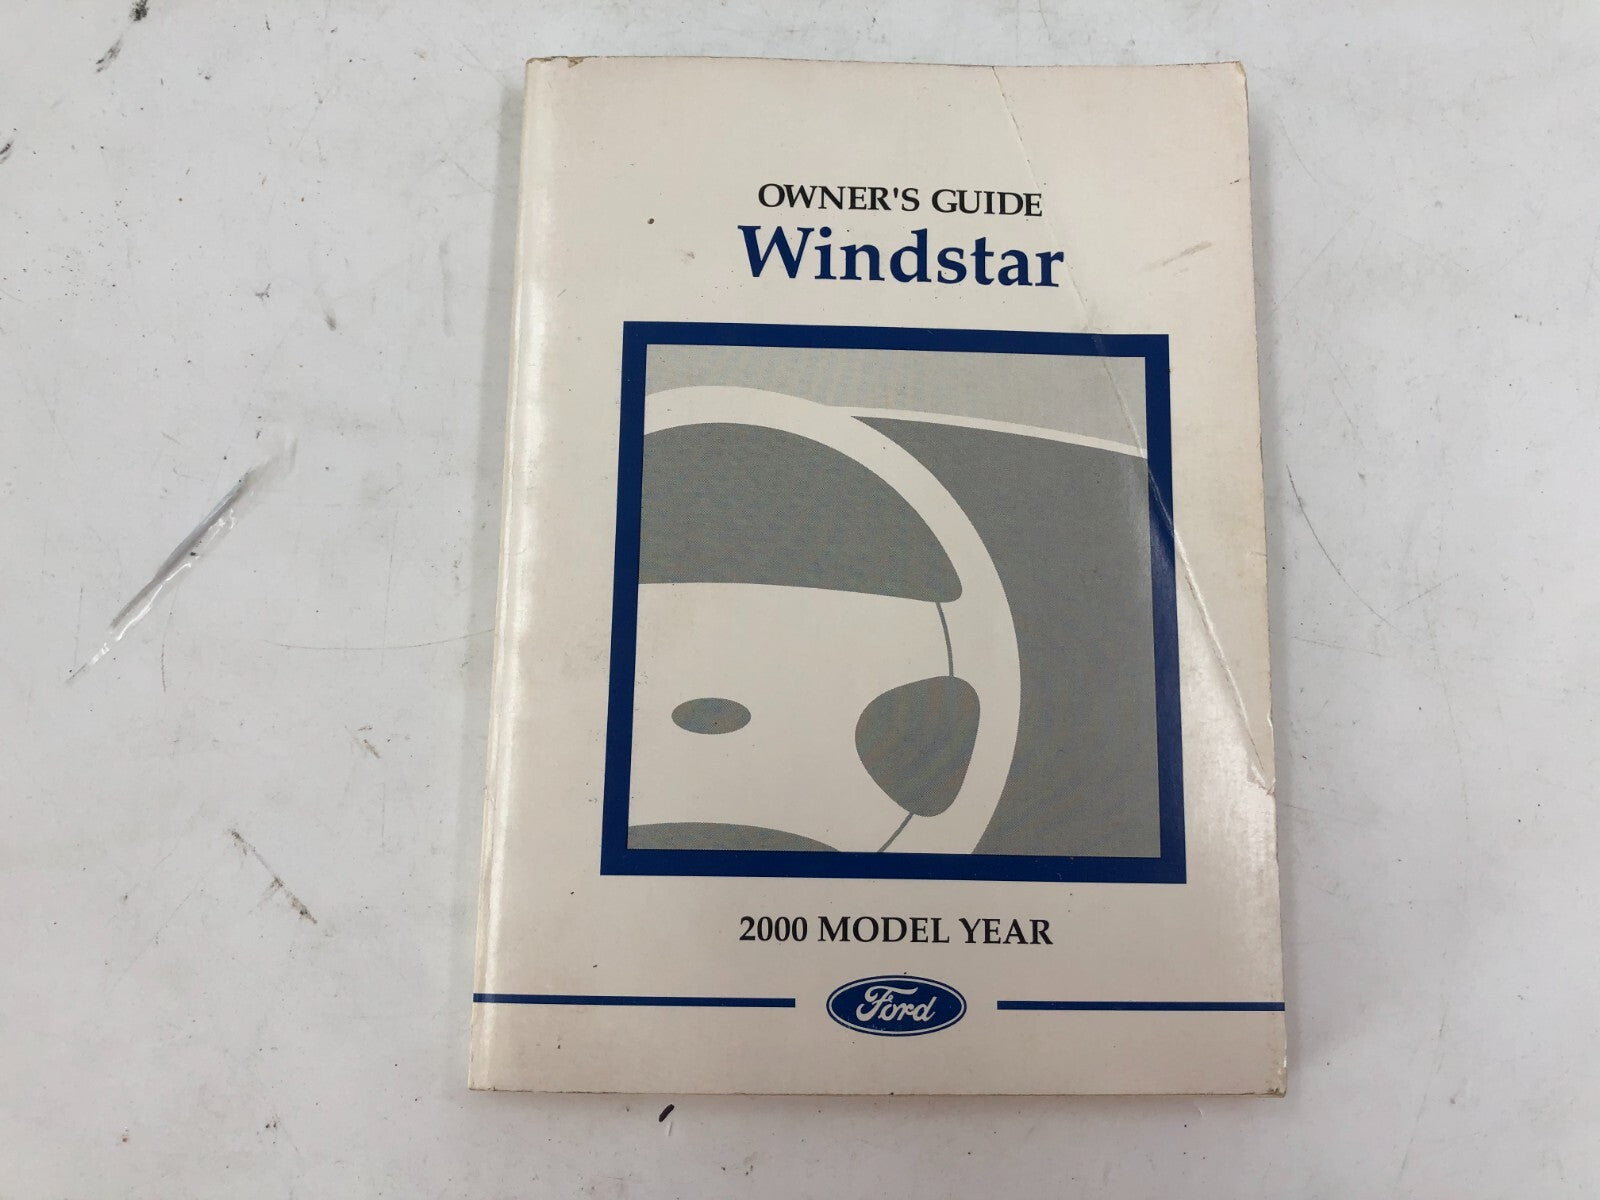 OWNER'S GUIDE
Windstar
2000 MODEL YEAR
Ford